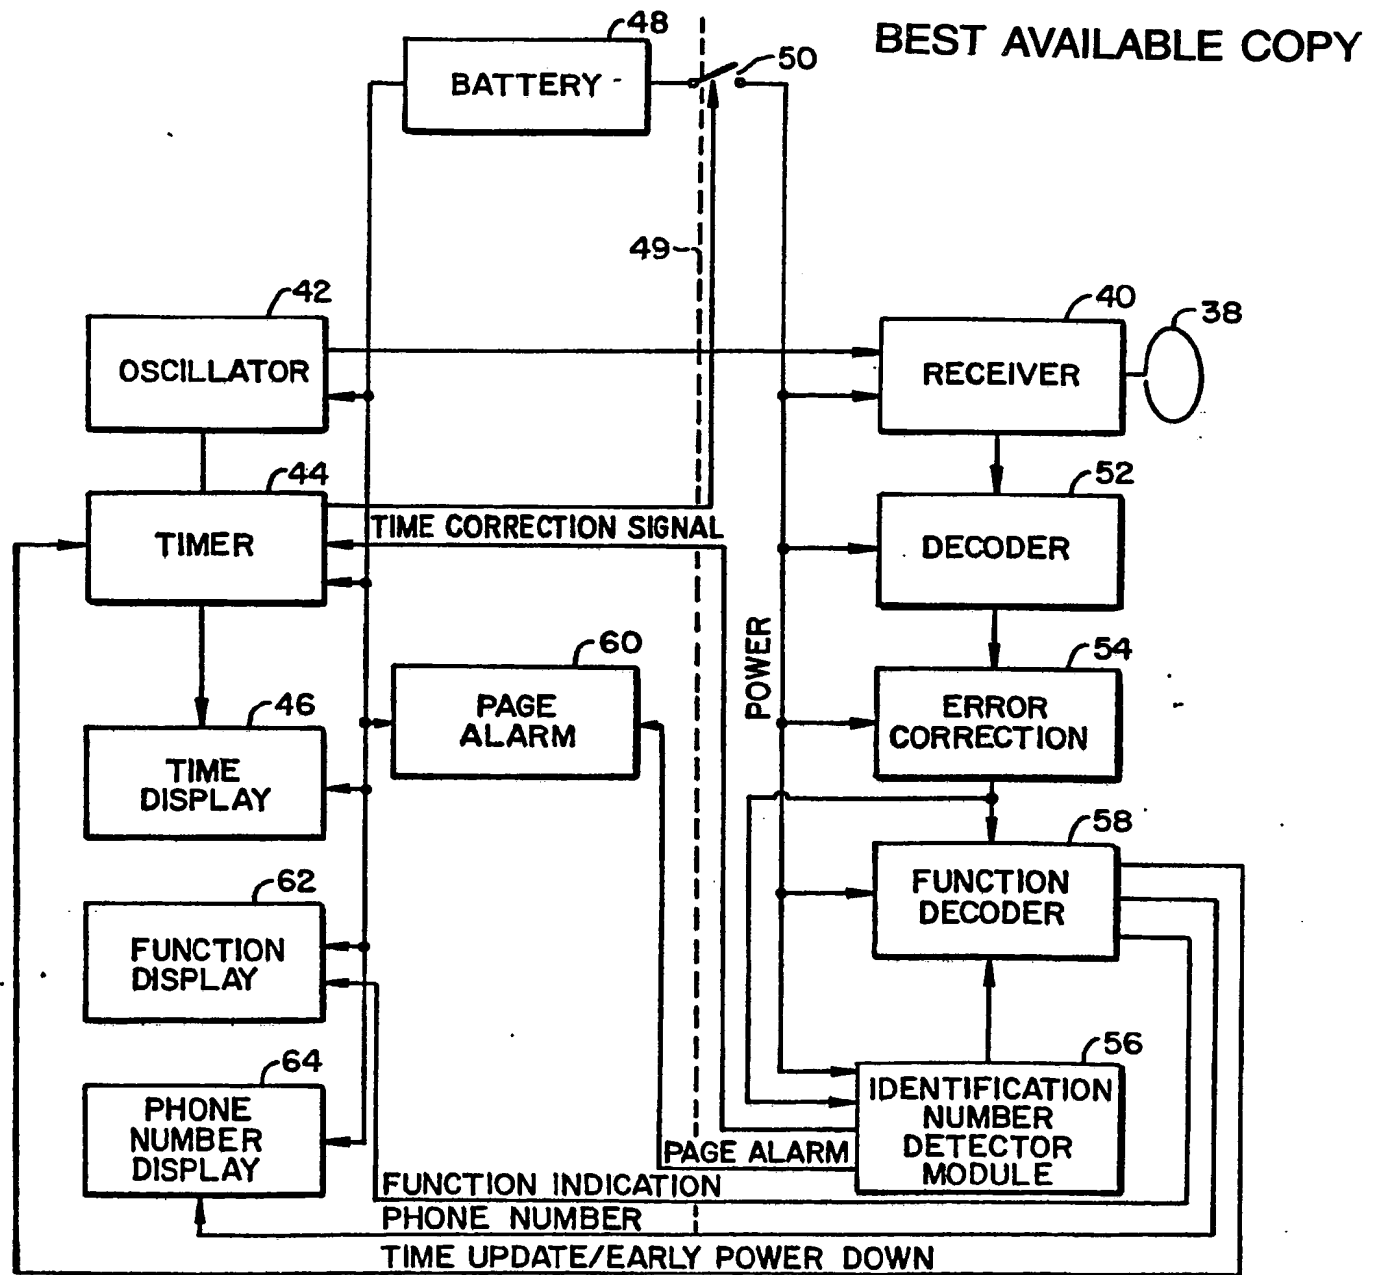 48
BEST AVAILABLE COPY
BATTERY
50
49
42
OSCILLATOR
40
38
RECEIVER
44
TIMER
TIME CORRECTION SIGNAL
52
DECODER
POWER
60
PAGE
ALARM
54
ERROR
CORRECTION
46
TIME
DISPLAY
58
FUNCTION
DECODER
62
FUNCTION
DISPLAY
56
IDENTIFICATION
NUMBER
DETECTOR
MODULE
64
PHONE
NUMBER
DISPLAY
PAGE ALARM
FUNCTION INDICATION
PHONE NUMBER
TIME UPDATE/EARLY POWER DOWN